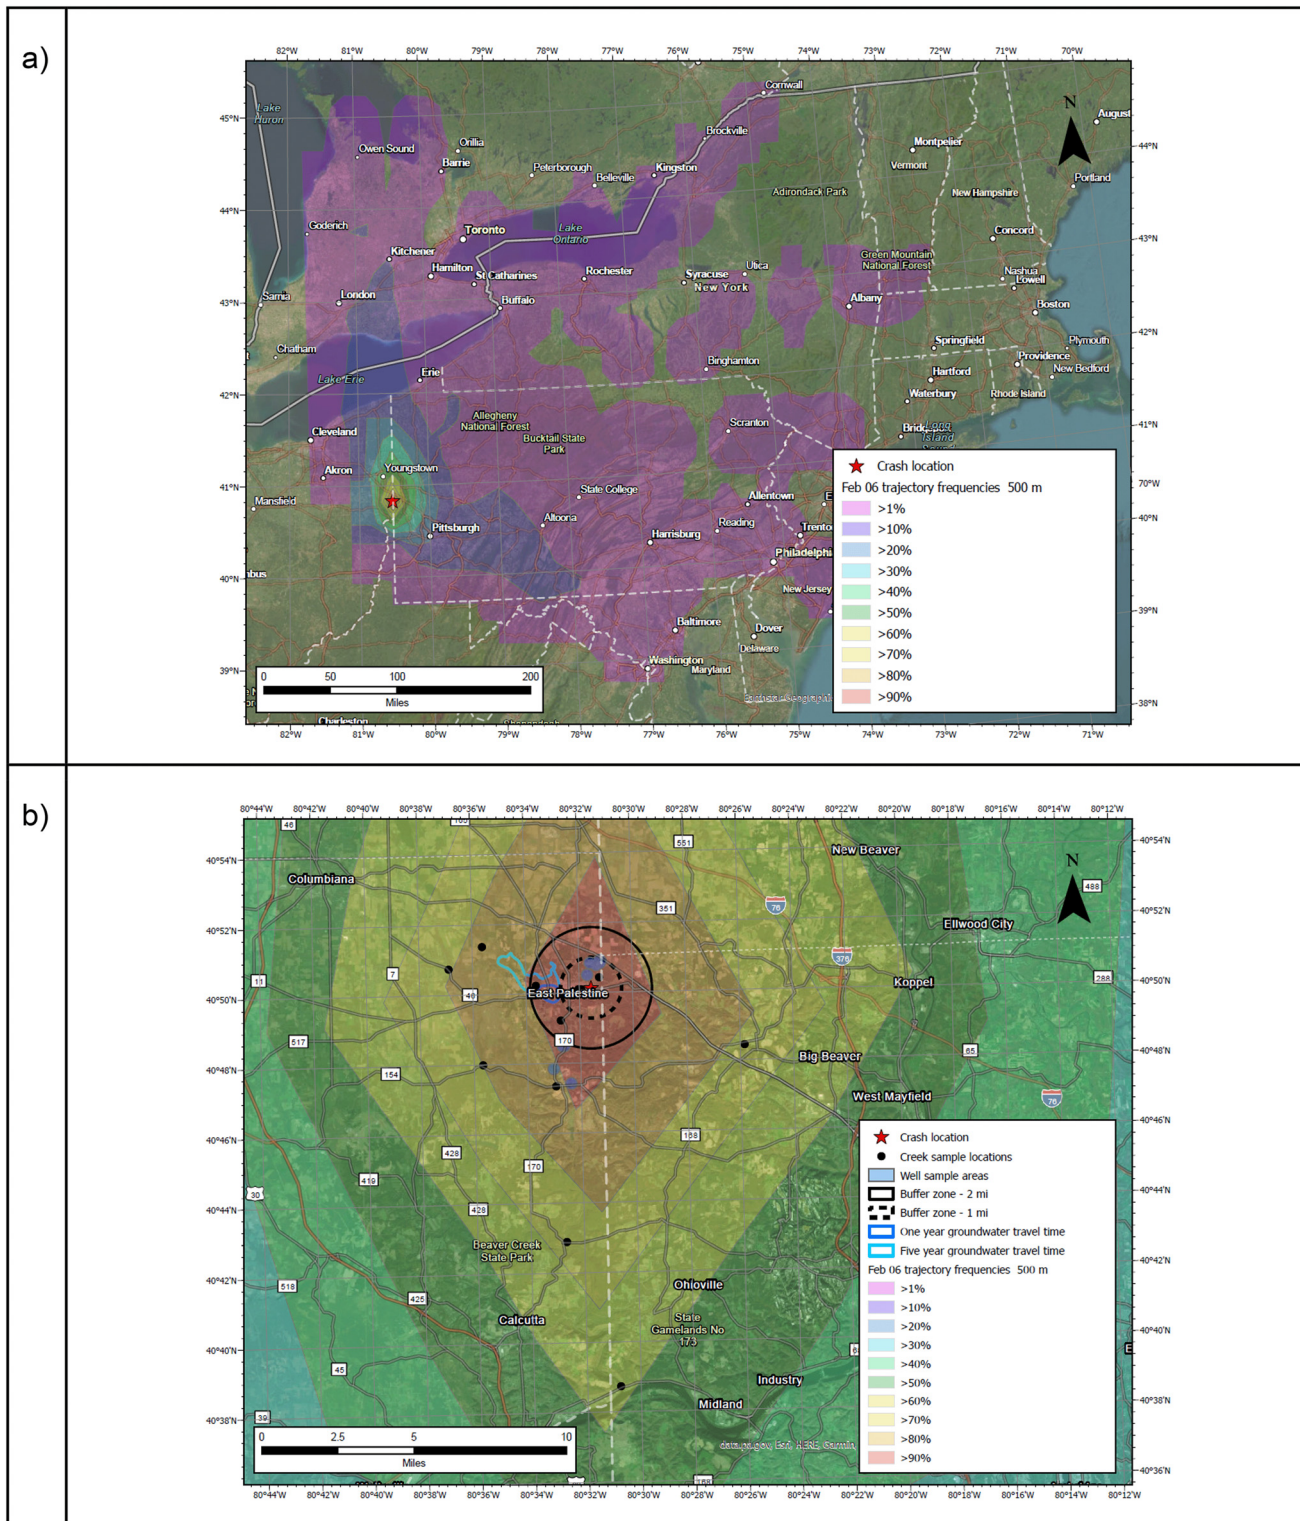 a)
82°W 81°W 80°W 79°W 78°W 77°W 76°W 75°W 74°W 73°W 72°W 71°W 70°W
Cornwall
Lake
Huron
45°N
N
August
Brockville
Owen Sound
Orillia
Barrie
Montpelier
44°N
Peterborough
Kingston
Vermont
Belleville
Portland
Adirondack Park
New Hampshire
44°N
Goderich
Toronto
Lake
Ontario
Concord
43°N
Kitchener
Green Mountain
National Forest
Hamilton
St Catharines
Rochester
Syracuse
Utica
Nashua
Lowell
New York
43°N
Sarnia
London
Buffalo
Albany
Boston
42°N
Chatham
Springfield
Plymouth
Binghamton
Providence
Lake Erie
Erie
Hartford
New Bedford
42°N
Waterbury
Rhode Island
Allegheny
National Forest
41°N
Cleveland
Bucktail State
Park
Scranton
Long
Island
Akron
Youngstown
Crash location
Feb 06 trajectory frequencies 500 m
41°N
Mansfield
State College
Allentown
70°W
>1%
>10%
>20%
>30%
>40%
>50%
>60%
>70%
>80%
>90%
Pittsburgh
Altoona
Harrisburg
Reading
Trento
40°N
Philadelphia
40°N
New Jersey
39°N
Baltimore
Dover
Delaware
39°N
Washington
Maryland
0 50 100 200
Miles
38°N
Charleston
82°W 81°W 80°W 79°W 78°W 77°W 76°W 75°W 74°W 73°W 72°W 71°W
b)
80°44'W 80°42'W 80°40'W 80°38'W 80°36'W 80°34'W 80°32'W 80°30'W 80°28'W 80°26'W 80°24'W 80°22'W 80°20'W 80°18'W 80°16'W 80°14'W 80°12'W
46
551
New Beaver
40°54'N
40°54'N
N
Columbiana
488
351
76
40°52'N
40°52'N
Ellwood City
376
11
7
288
40°50'N
40°50'N
46
East Palestine
Koppel
517
170
65
40°48'N
40°48'N
154
Big Beaver
West Mayfield
76
40°46'N
40°46'N
168
428
170
419
30
40°44'N
40°44'N
428
Beaver Creek
State Park
40°42'N
40°42'N
518
425
Ohioville
Calcutta
State
Gamelands No
173
40°40'N
40°40'N
45
Industry
Midland
40°38'N
40°38'N
39
Crash location
Creek sample locations
Well sample areas
Buffer zone - 2 mi
Buffer zone - 1 mi
One year groundwater travel time
Five year groundwater travel time
Feb 06 trajectory frequencies 500 m
>1%
>10%
>20%
>30%
>40%
>50%
>60%
>70%
>80%
>90%
0 2.5 5 10
Miles
data.pa.gov, Esri, HERE, Garmin,
40°36'N
80°44'W 80°42'W 80°40'W 80°38'W 80°36'W 80°34'W 80°32'W 80°30'W 80°28'W 80°26'W 80°24'W 80°22'W 80°20'W 80°18'W 80°16'W 80°14'W 80°12'W